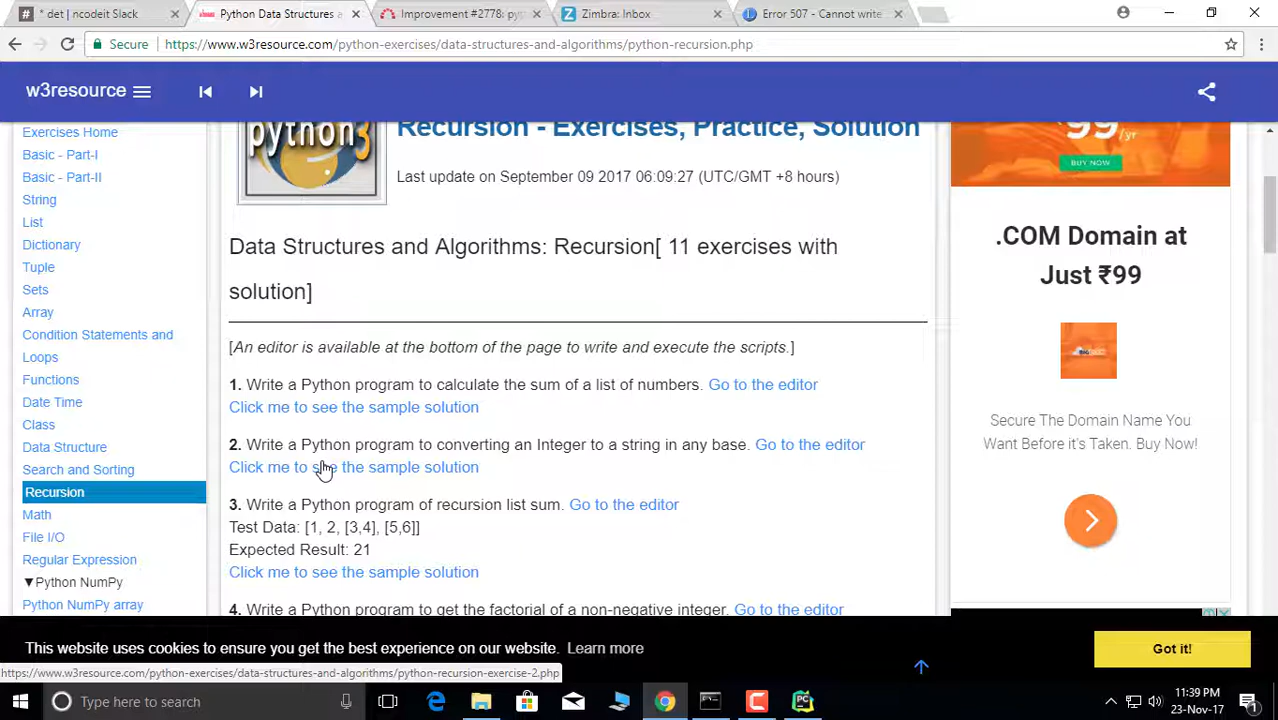 * det | ncodeit Slack
Python Data Structures a
Improvement #2778: pyt
Zimbra: Inbox
Error 507 - Cannot write
Secure
https://www.w3resource.com/python-exercises/data-structures-and-algorithms/python-recursion.php
w3resource
Exercises Home
Basic - Part-I
Basic - Part-II
String
List
Dictionary
Tuple
Sets
Array
Condition Statements and
Loops
Functions
Date Time
Class
Data Structure
Search and Sorting
Recursion
Math
File I/O
Regular Expression
▼Python NumPy
Python NumPy array
python3
Recursion - Exercises, Practice, Solution
Last update on September 09 2017 06:09:27 (UTC/GMT +8 hours)
Data Structures and Algorithms: Recursion[ 11 exercises with
solution]
[An editor is available at the bottom of the page to write and execute the scripts.]
1. Write a Python program to calculate the sum of a list of numbers. Go to the editor
Click me to see the sample solution
2. Write a Python program to converting an Integer to a string in any base. Go to the editor
Click me to see the sample solution
3. Write a Python program of recursion list sum. Go to the editor
Test Data: [1, 2, [3,4], [5,6]]
Expected Result: 21
Click me to see the sample solution
4. Write a Python program to get the factorial of a non-negative integer. Go to the editor
99/yr
BUY NOW
.COM Domain at
Just ₹99
Secure The Domain Name You
Want Before it's Taken. Buy Now!
This website uses cookies to ensure you get the best experience on our website. Learn more
Got it!
https://www.w3resource.com/python-exercises/data-structures-and-algorithms/python-recursion-exercise-2.php
Type here to search
11:39 PM
23-Nov-17